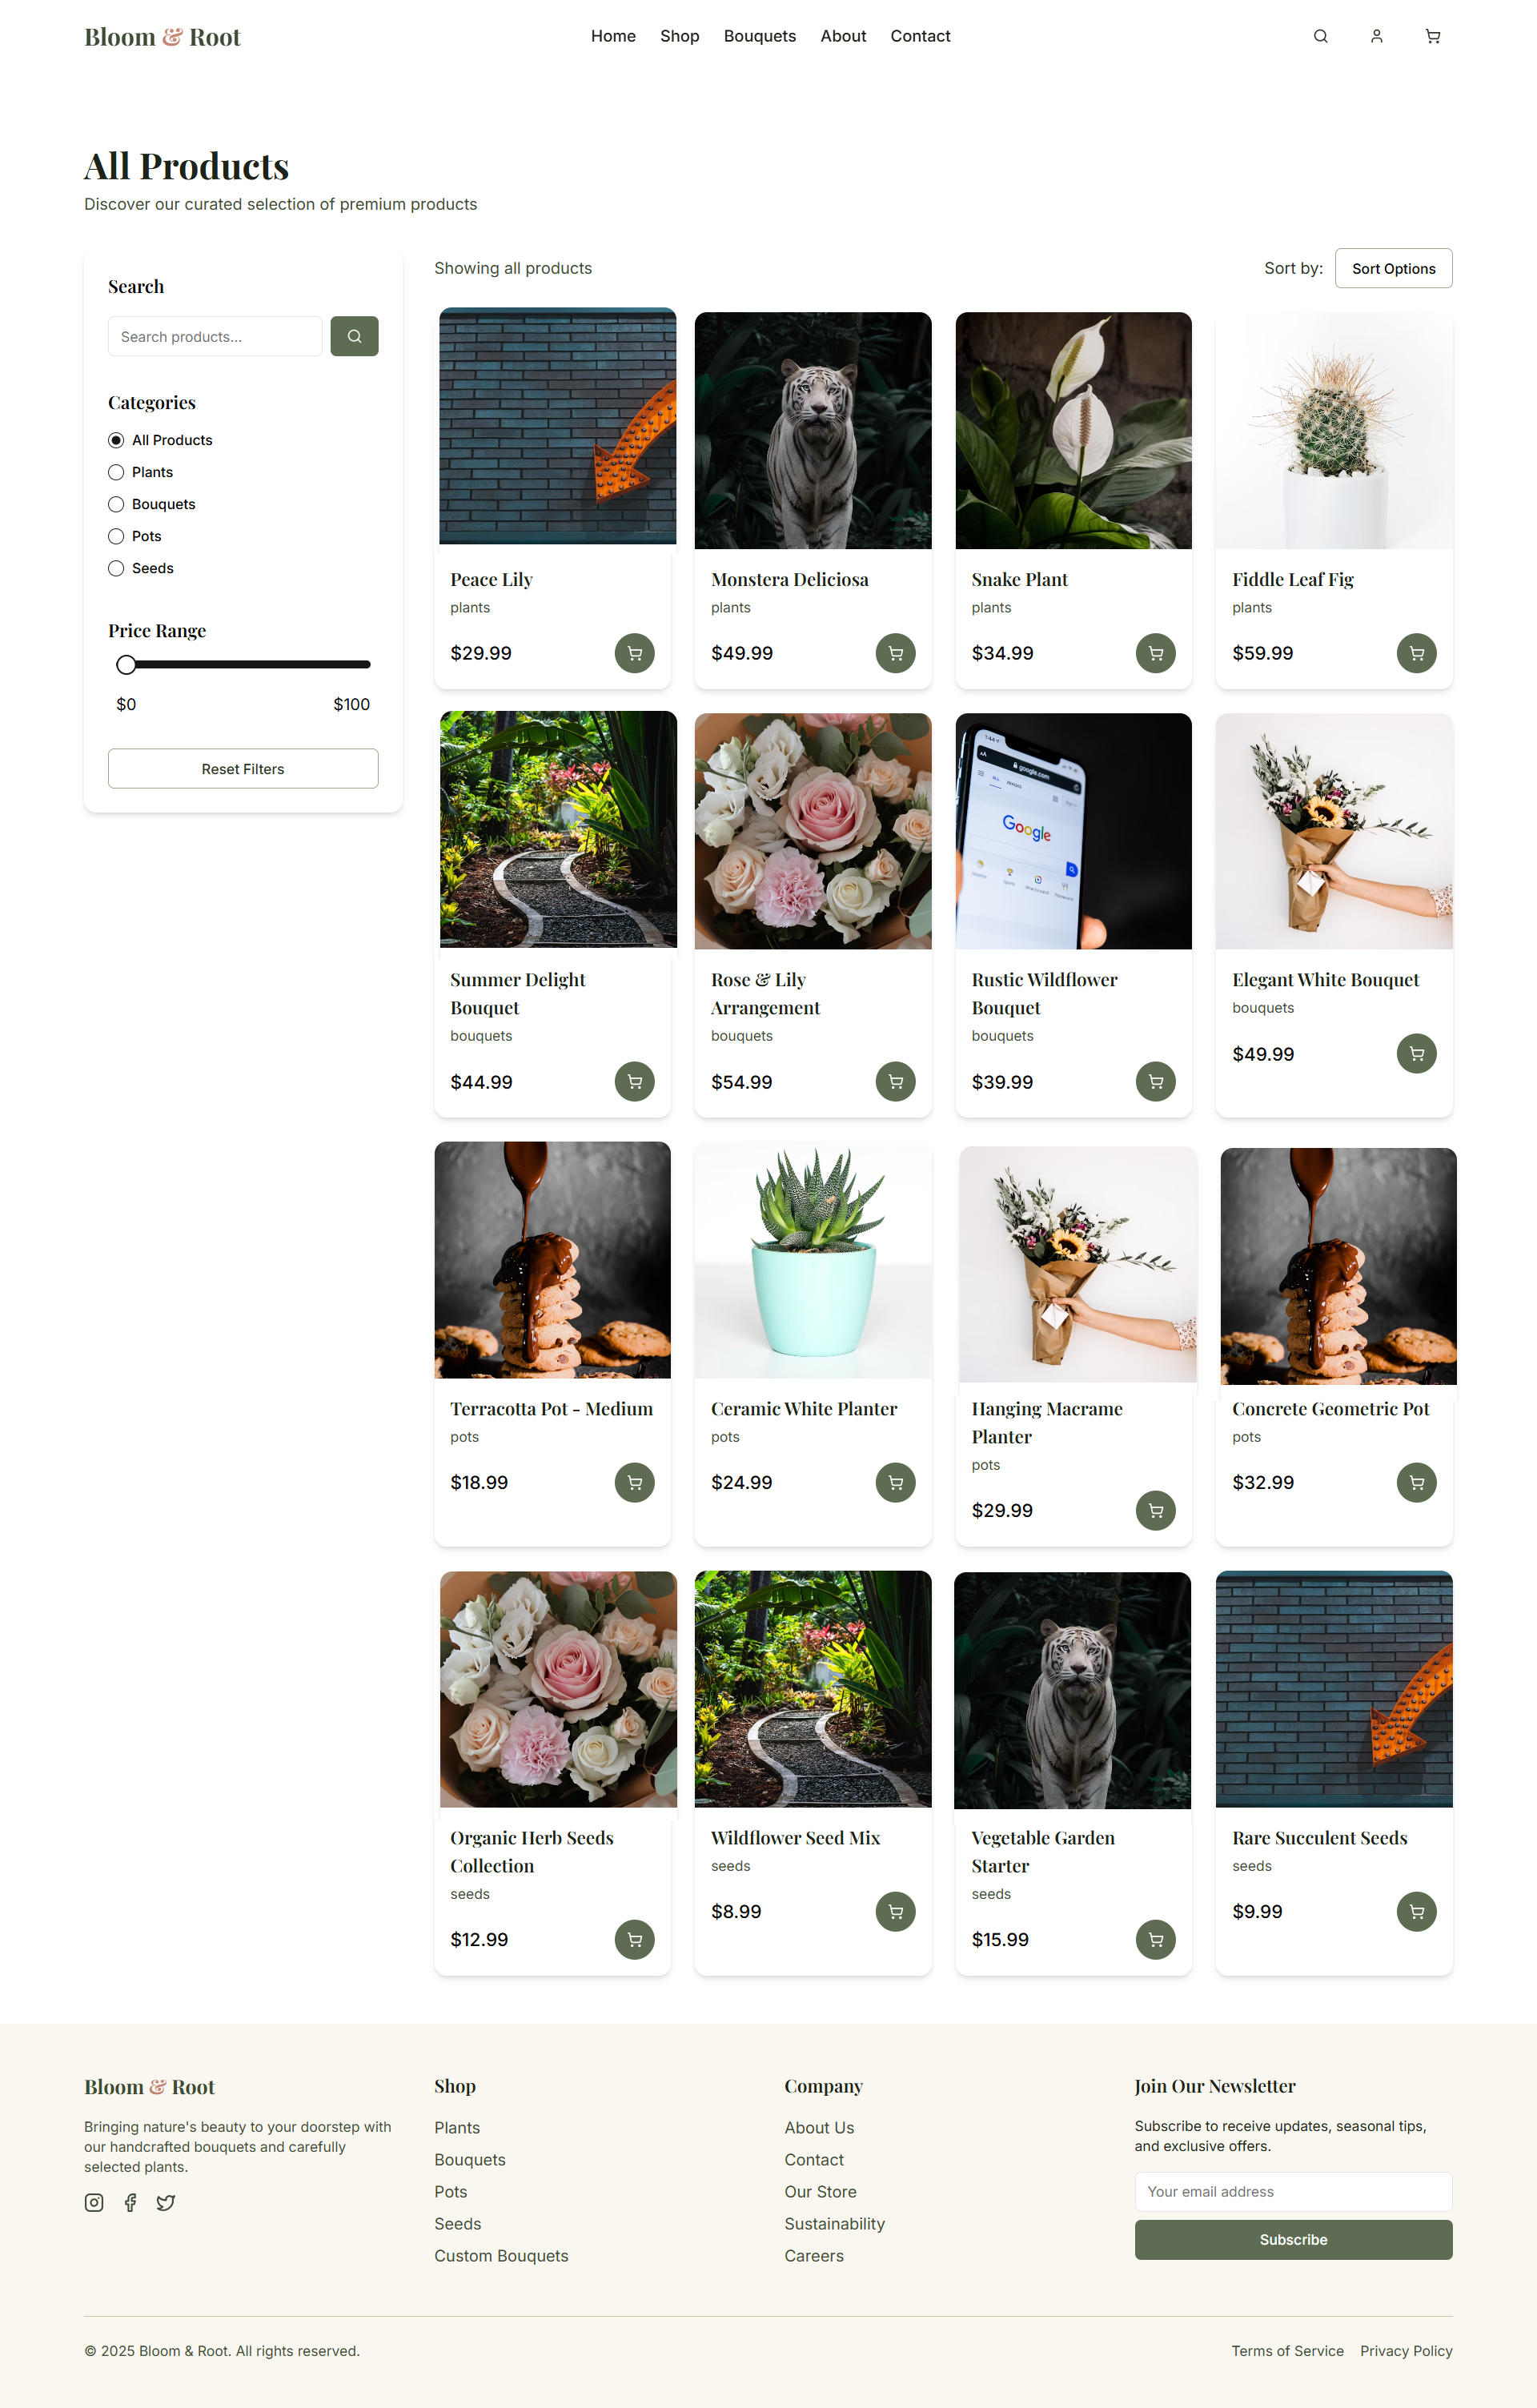 Bloom & Root
Home Shop Bouquets About Contact
All Products
Discover our curated selection of premium products
Search
Search products...
Categories
All Products
Plants
Bouquets
Pots
Seeds
Price Range
$0 $100
Reset Filters
Showing all products
Sort by: Sort Options
Peace Lily
plants
$29.99
Monstera Deliciosa
plants
$49.99
Snake Plant
plants
$34.99
Fiddle Leaf Fig
plants
$59.99
Summer Delight
Bouquet
bouquets
$44.99
Rose & Lily
Arrangement
bouquets
$54.99
1:44
AA google.com
ALL
Sign in
Google
Rustic Wildflower
Bouquet
bouquets
$39.99
Elegant White Bouquet
bouquets
$49.99
Terracotta Pot - Medium
pots
$18.99
Ceramic White Planter
pots
$24.99
Hanging Macrame
Planter
pots
$29.99
Concrete Geometric Pot
pots
$32.99
Organic Herb Seeds
Collection
seeds
$12.99
Wildflower Seed Mix
seeds
$8.99
Vegetable Garden
Starter
seeds
$15.99
Rare Succulent Seeds
seeds
$9.99
Bloom & Root
Bringing nature's beauty to your doorstep with
our handcrafted bouquets and carefully
selected plants.
Shop
Plants
Bouquets
Pots
Seeds
Custom Bouquets
Company
About Us
Contact
Our Store
Sustainability
Careers
Join Our Newsletter
Subscribe to receive updates, seasonal tips,
and exclusive offers.
Your email address
Subscribe
© 2025 Bloom & Root. All rights reserved.
Terms of Service Privacy Policy